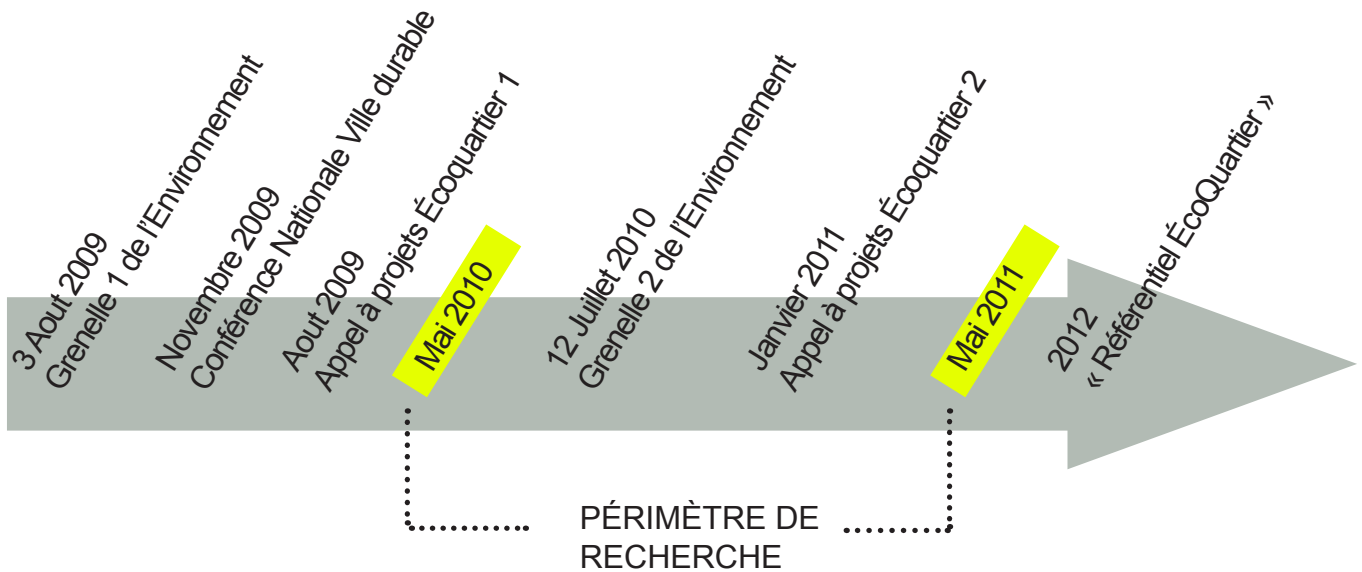 3 Aout 2009
Grenelle 1 de l'Environnement
Novembre 2009
Conférence Nationale Ville durable
Aout 2009
Appel à projets Écoquartier 1
Mai 2010
12 Juillet 2010
Grenelle 2 de l'Environnement
Janvier 2011
Appel à projets Écoquartier 2
Mai 2011
2012
« Référentiel ÉcoQuartier »
PÉRIMÈTRE DE
RECHERCHE